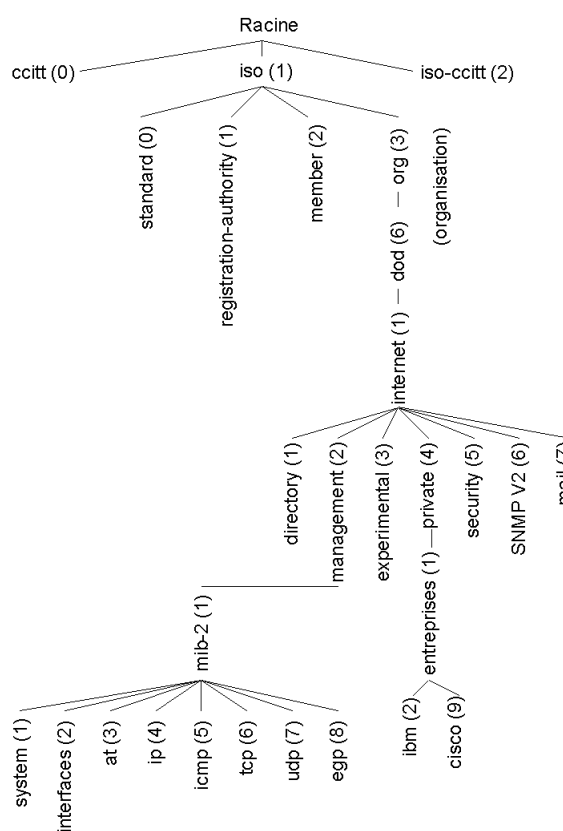 Racine
ccitt (0)
iso (1)
iso-ccitt (2)
standard (0)
registration-authority (1)
member (2)
org (3)
(organisation)
dod (6)
internet (1)
directory (1)
management (2)
experimental (3)
private (4)
security (5)
SNMP V2 (6)
mail (7)
mib-2 (1)
entreprises (1)
system (1)
interfaces (2)
at (3)
ip (4)
icmp (5)
tcp (6)
udp (7)
egp (8)
ibm (2)
cisco (9)